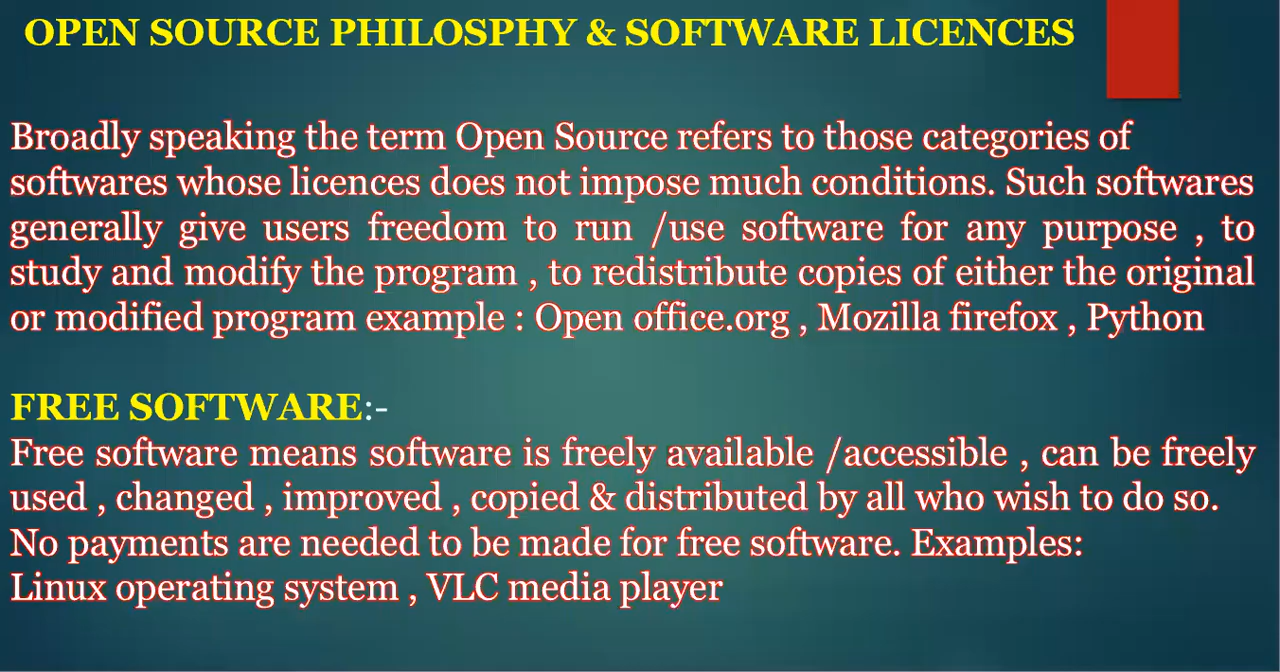 OPEN SOURCE PHILOSPHY & SOFTWARE LICENCES
Broadly speaking the term Open Source refers to those categories of
softwares whose licences does not impose much conditions. Such softwares
generally give users freedom to run /use software for any purpose , to
study and modify the program , to redistribute copies of either the original
or modified program example : Open office.org , Mozilla firefox , Python
FREE SOFTWARE:-
Free software means software is freely available /accessible , can be freely
used , changed , improved , copied & distributed by all who wish to do so.
No payments are needed to be made for free software. Examples:
Linux operating system , VLC media player